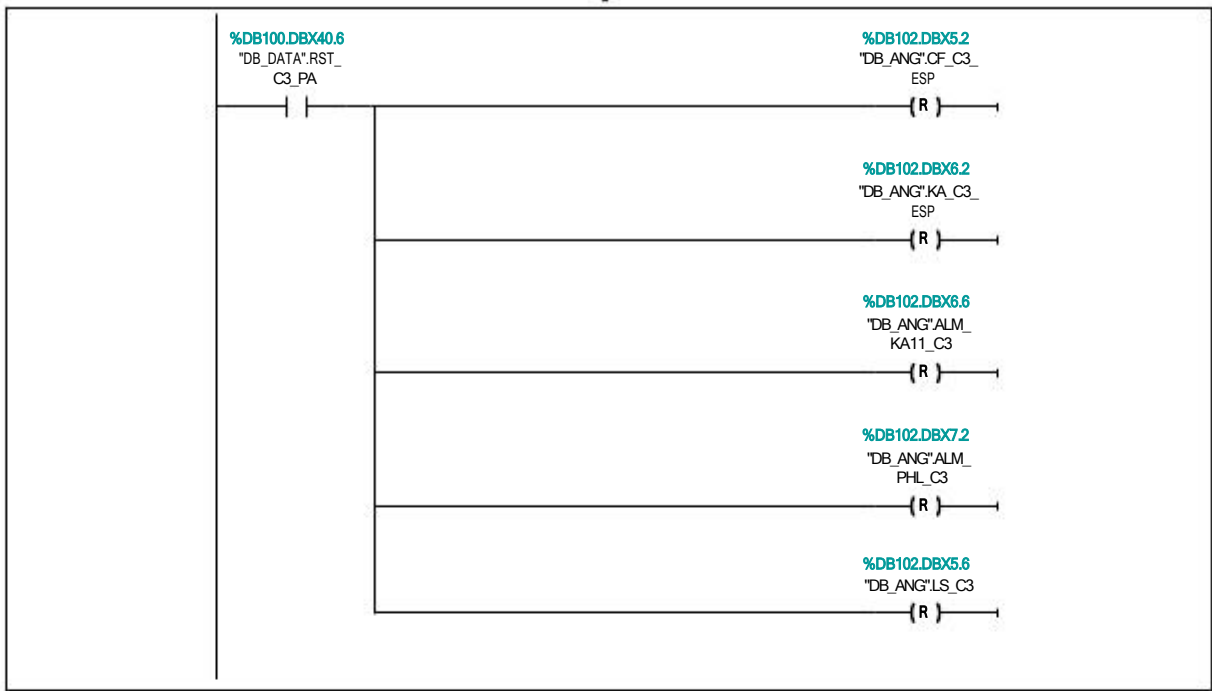 %DB100.DBX40.6
"DB_DATA".RST_
C3_PA
%DB102.DBX5.2
"DB_ANG".CF_C3_
ESP
( R )
%DB102.DBX6.2
"DB_ANG".KA_C3_
ESP
( R )
%DB102.DBX6.6
"DB_ANG".ALM_
KA11_C3
( R )
%DB102.DBX7.2
"DB_ANG".ALM_
PHL_C3
( R )
%DB102.DBX5.6
"DB_ANG".LS_C3
( R )